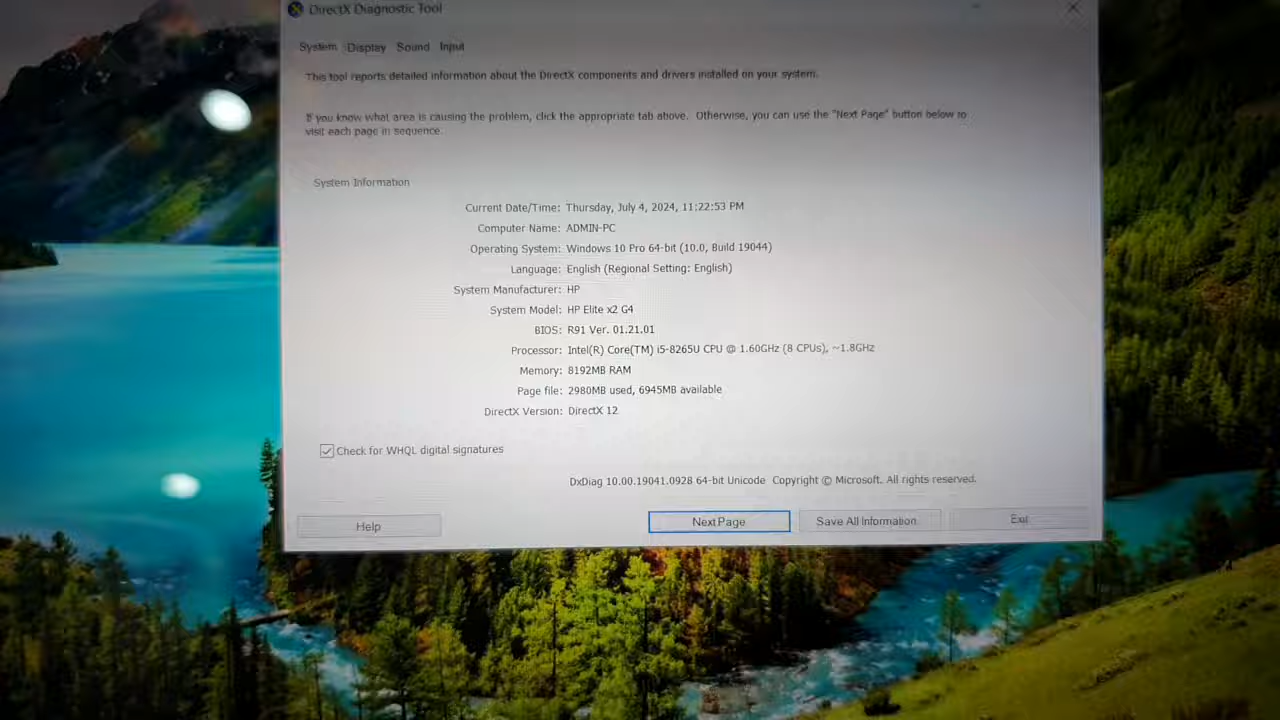 DirectX Diagnostic Tool
System Display Sound Input
This tool reports detailed information about the DirectX components and drivers installed on your system.
If you know what area is causing the problem, click the appropriate tab above. Otherwise, you can use the "Next Page" button below to
visit each page in sequence.
System Information
Current Date/Time: Thursday, July 4, 2024, 11:22:53 PM
Computer Name: ADMIN-PC
Operating System: Windows 10 Pro 64-bit (10.0, Build 19044)
Language: English (Regional Setting: English)
System Manufacturer: HP
System Model: HP Elite x2 G4
BIOS: R91 Ver. 01.21.01
Processor: Intel(R) Core(TM) i5-8265U CPU @ 1.60GHz (8 CPUs), ~1.8GHz
Memory: 8192MB RAM
Page file: 2980MB used, 6945MB available
DirectX Version: DirectX 12
Check for WHQL digital signatures
DxDiag 10.00.19041.0928 64-bit Unicode Copyright © Microsoft. All rights reserved.
Help Next Page Save All Information... Exit